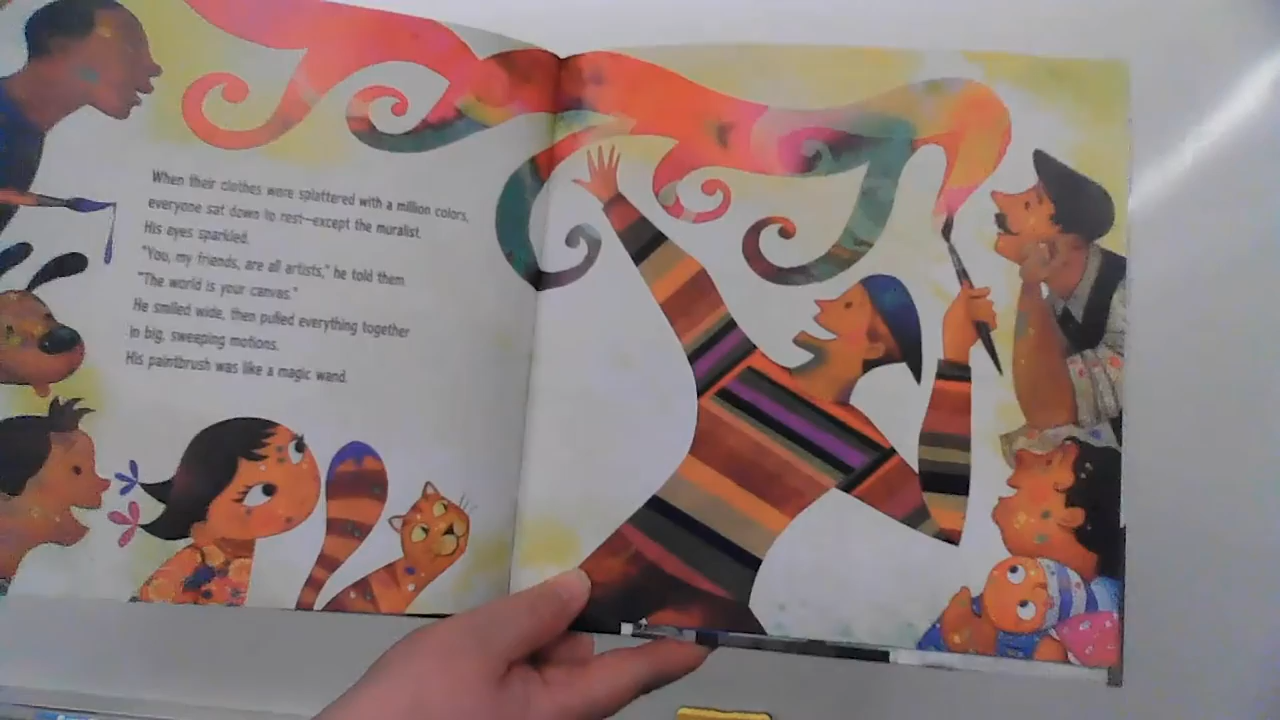 When their clothes were splattered with a million colors,
everyone sat down to rest—except the muralist.
His eyes sparkled.
"You, my friends, are all artists," he told them.
"The world is your canvas."
He smiled wide, then pulled everything together
in big, sweeping motions.
His paintbrush was like a magic wand.